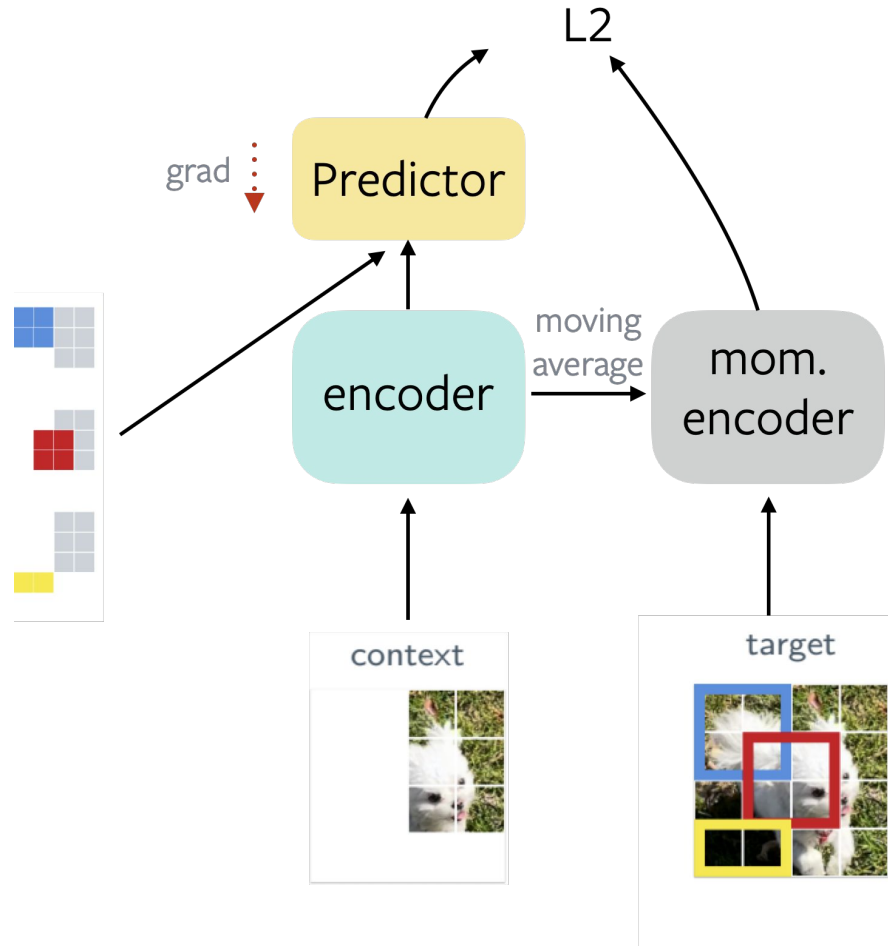 L2
grad
Predictor
moving
average
encoder
mom.
encoder
context
target